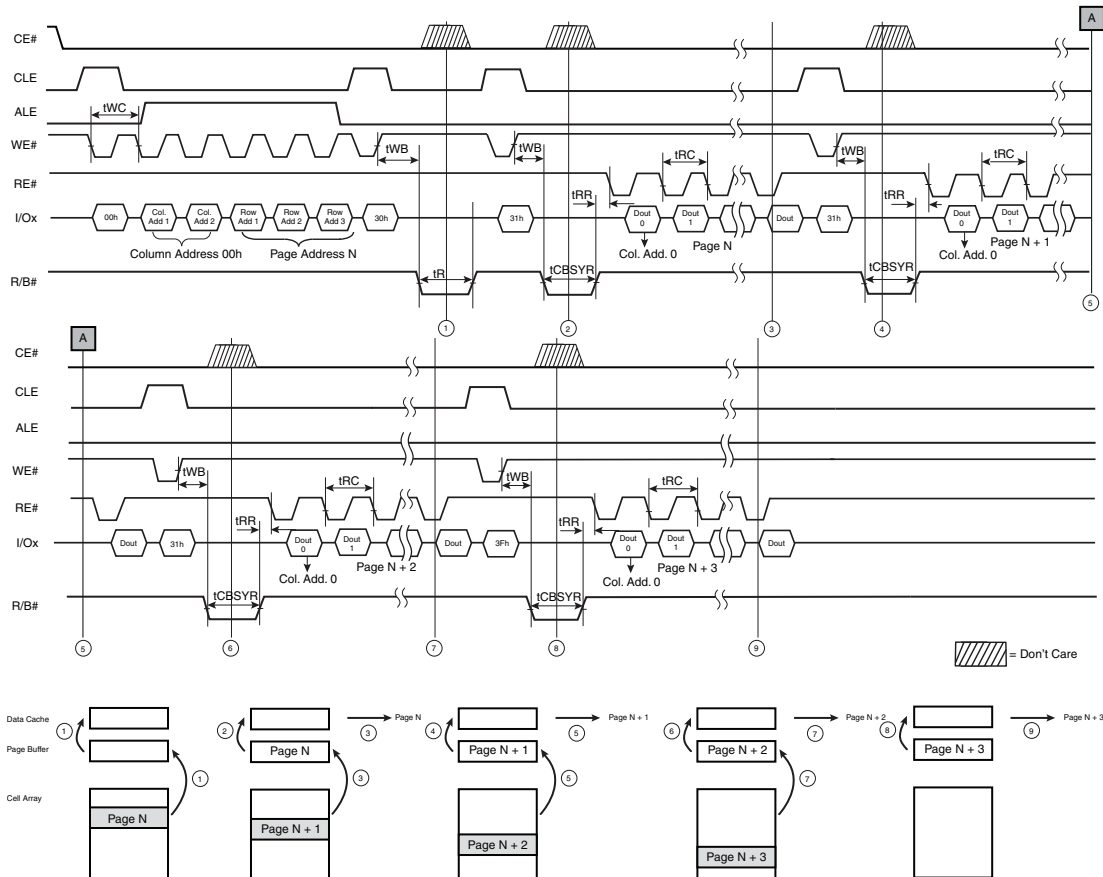 A
CE#
CLE
tWC
ALE
WE#
tWB
tWB
tRC
tWB
tRC
RE#
tRR
tRR
I/Ox
00h
Col. Add 1
Col. Add 2
Row Add 1
Row Add 2
Row Add 3
30h
31h
Dout 0
Dout 1
Dout
31h
Dout 0
Dout 1
Column Address 00h
Page Address N
Col. Add. 0
Page N
Col. Add. 0
Page N + 1
R/B#
tR
tCBSYR
tCBSYR
1
2
3
4
5
A
CE#
CLE
ALE
WE#
tWB
tWB
tRC
tRC
RE#
tRR
tRR
I/Ox
Dout
31h
Dout 0
Dout 1
Dout
3Fh
Dout 0
Dout 1
Dout
Col. Add. 0
Page N + 2
Col. Add. 0
Page N + 3
R/B#
tCBSYR
tCBSYR
5
6
7
8
9
= Don't Care
Data Cache
1
2
3
Page N
4
5
Page N + 1
6
7
Page N + 2
8
9
Page N + 3
Page Buffer
Page N
Page N + 1
Page N + 2
Page N + 3
1
3
5
7
Cell Array
Page N
Page N + 1
Page N + 2
Page N + 3